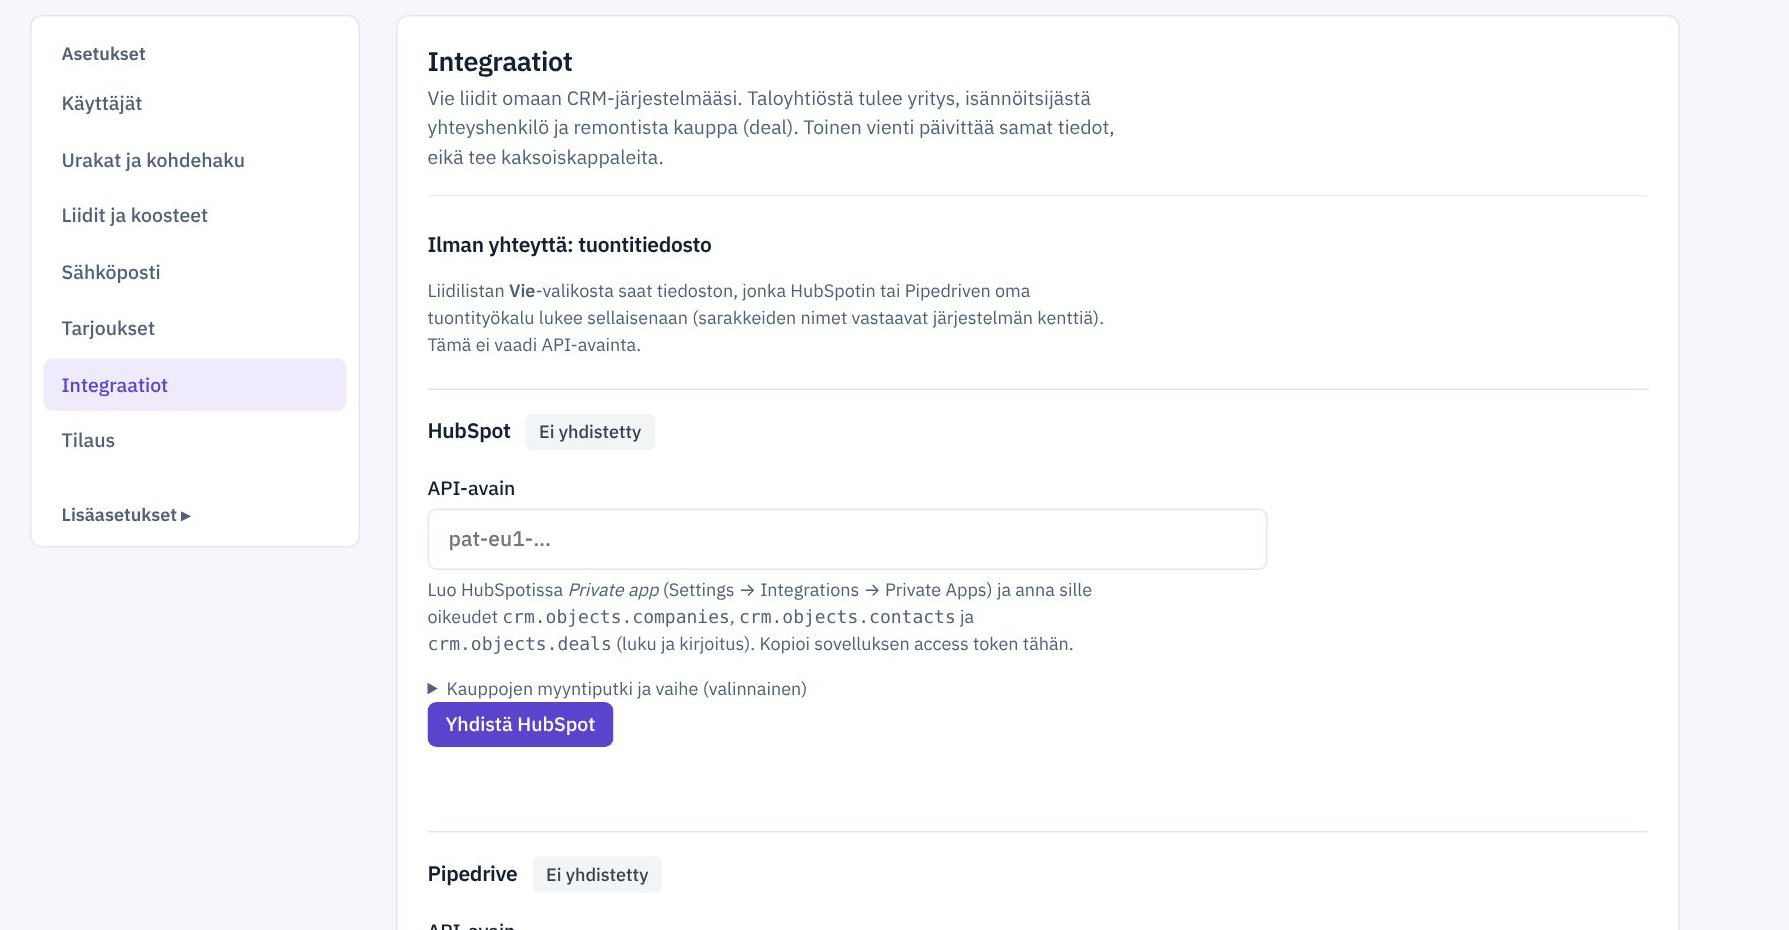 Asetukset
Käyttäjät
Urakat ja kohdehaku
Liidit ja koosteet
Sähköposti
Tarjoukset
Integraatiot
Tilaus
Lisäasetukset ▸
Integraatiot
Vie liidit omaan CRM-järjestelmääsi. Taloyhtiöstä tulee yritys, isännöitsijästä
yhteyshenkilö ja remontista kauppa (deal). Toinen vienti päivittää samat tiedot,
eikä tee kaksoiskappaleita.
Ilman yhteyttä: tuontitiedosto
Liidilistan Vie-valikosta saat tiedoston, jonka HubSpotin tai Pipedriven oma
tuontityökalu lukee sellaisenaan (sarakkeiden nimet vastaavat järjestelmän kenttiä).
Tämä ei vaadi API-avainta.
HubSpot Ei yhdistetty
API-avain
pat-eu1-...
Luo HubSpotissa Private app (Settings → Integrations → Private Apps) ja anna sille
oikeudet crm.objects.companies, crm.objects.contacts ja
crm.objects.deals (luku ja kirjoitus). Kopioi sovelluksen access token tähän.
▶ Kauppojen myyntiputki ja vaihe (valinnainen)
Yhdistä HubSpot
Pipedrive Ei yhdistetty
API-avain